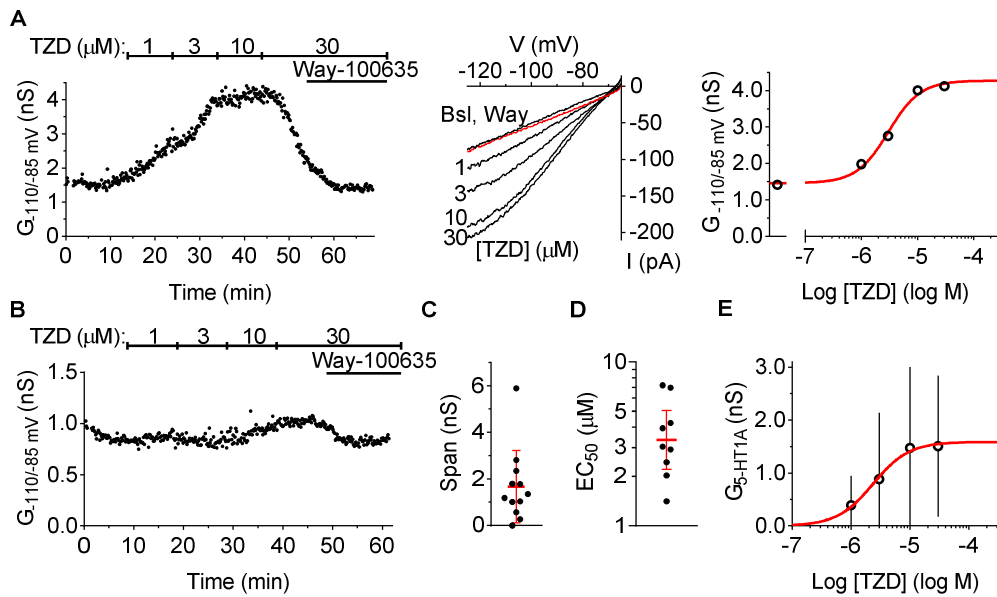 A
TZD (µM): 1 3 10 30
Way-100635
G-110/-85 mV (nS)
4
3
2
1
0
0 10 20 30 40 50 60 70
Time (min)
V (mV)
-120 -100 -80
0
-50
-100
-150
-200
Bsl, Way
1
3
10
30
[TZD] (µM)
I (pA)
G-110/-85 mV (nS)
4.0
3.0
2.0
1.0
0.0
-7 -6 -5 -4
Log [TZD] (log M)
B
TZD (µM): 1 3 10 30
Way-100635
G-110/-85 mV (nS)
1.5
1.0
0.5
0.0
0 10 20 30 40 50 60
Time (min)
C
Span (nS)
6
4
2
0
D
EC50 (µM)
10
5
3
2
1
E
G5-HT1A (nS)
3.0
2.0
1.0
0.0
-7 -6 -5 -4
Log [TZD] (log M)